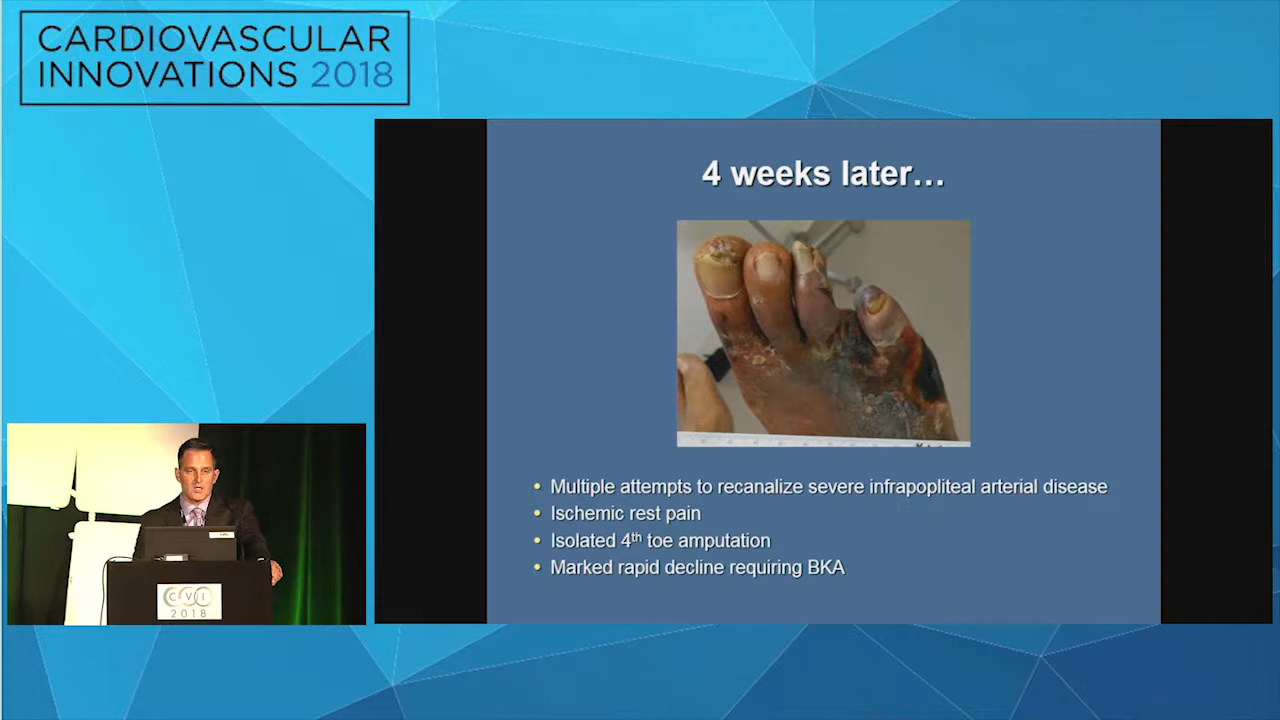 CARDIOVASCULAR
INNOVATIONS 2018
4 weeks later…
• Multiple attempts to recanalize severe infrapopliteal arterial disease
• Ischemic rest pain
• Isolated 4th toe amputation
• Marked rapid decline requiring BKA
CVI
2018